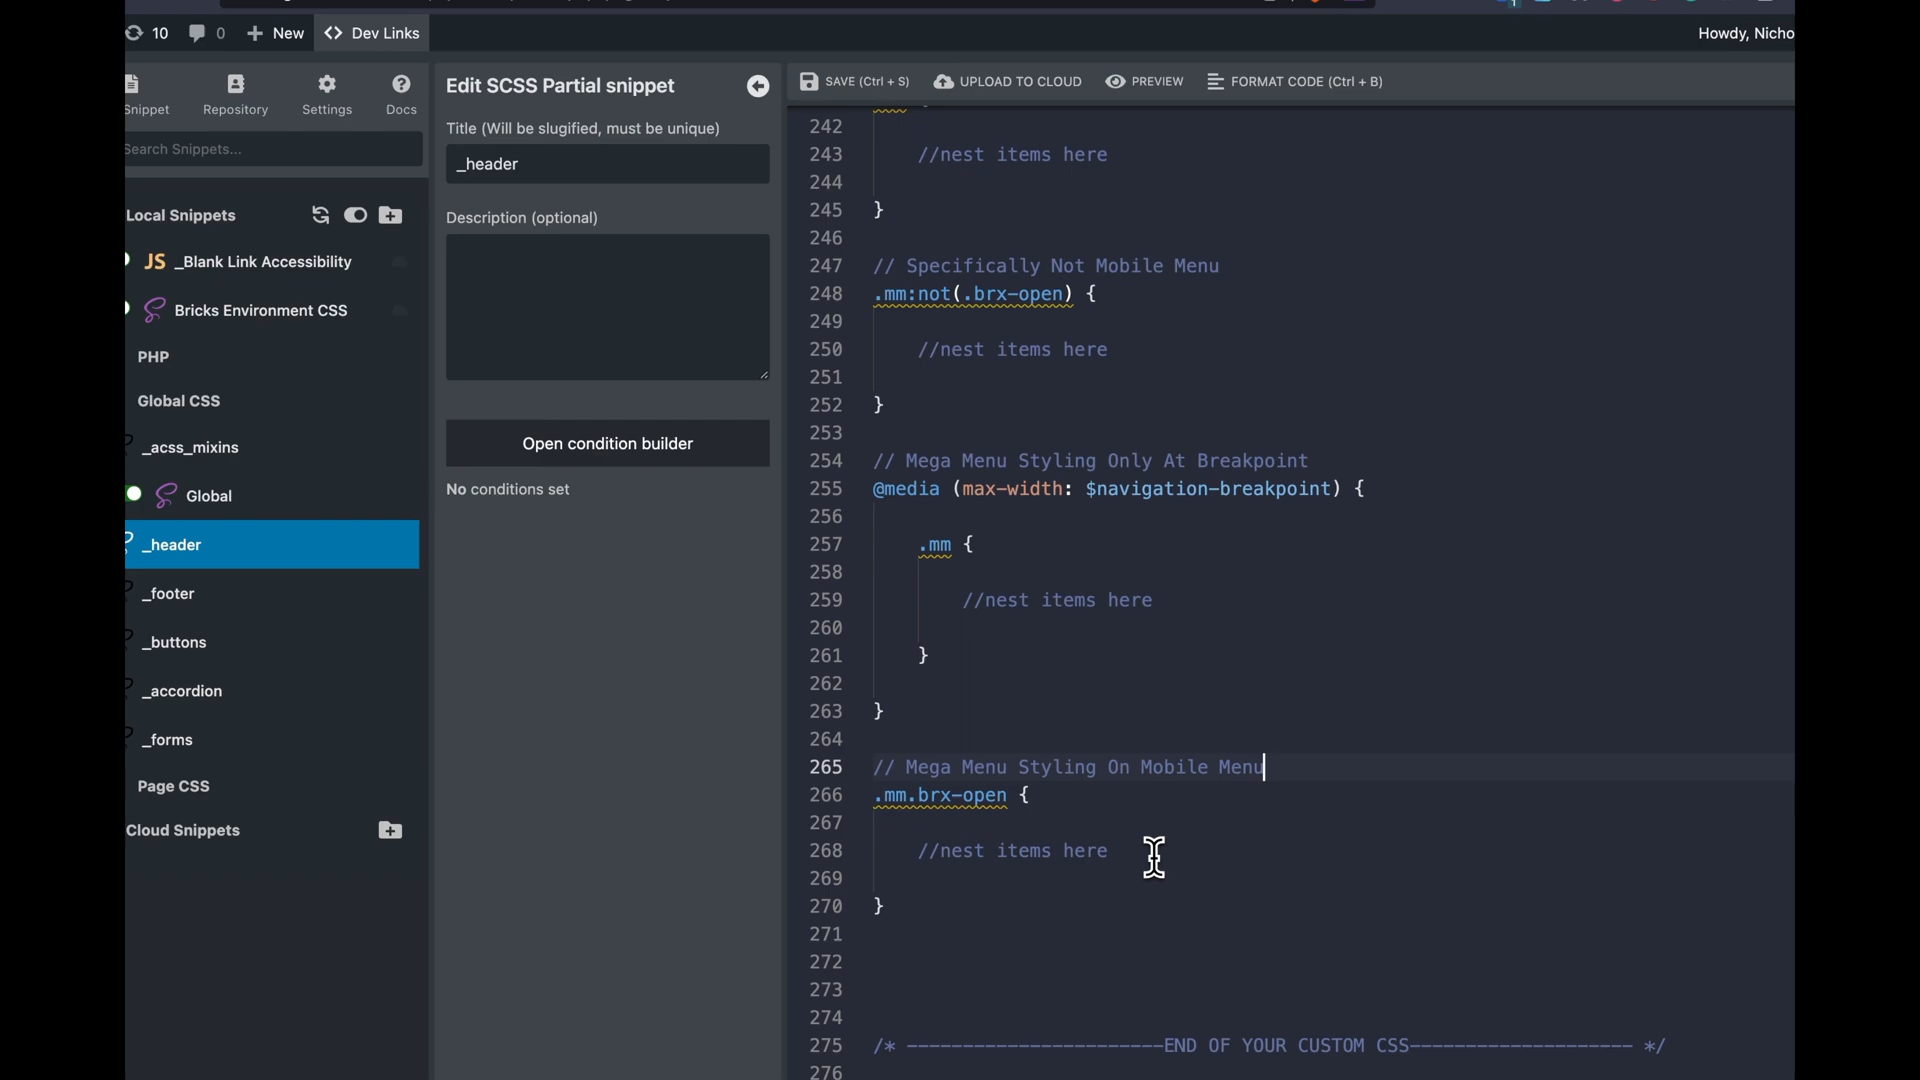 10 0 New Dev Links Howdy, Nicho
Snippet Repository Settings Docs
Search Snippets...
Local Snippets
JS _Blank Link Accessibility
Bricks Environment CSS
PHP
Global CSS
_acss_mixins
Global
_header
_footer
_buttons
_accordion
_forms
Page CSS
Cloud Snippets
Edit SCSS Partial snippet
Title (Will be slugified, must be unique)
_header
Description (optional)
Open condition builder
No conditions set
SAVE (Ctrl + S) UPLOAD TO CLOUD PREVIEW FORMAT CODE (Ctrl + B)
242
243 //nest items here
244
245 }
246
247 // Specifically Not Mobile Menu
248 .mm:not(.brx-open) {
249
250 //nest items here
251
252 }
253
254 // Mega Menu Styling Only At Breakpoint
255 @media (max-width: $navigation-breakpoint) {
256
257 .mm {
258
259 //nest items here
260
261 }
262
263 }
264
265 // Mega Menu Styling On Mobile Menu
266 .mm.brx-open {
267
268 //nest items here
269
270 }
271
272
273
274
275 /* -----------------------END OF YOUR CUSTOM CSS-------------------- */
276